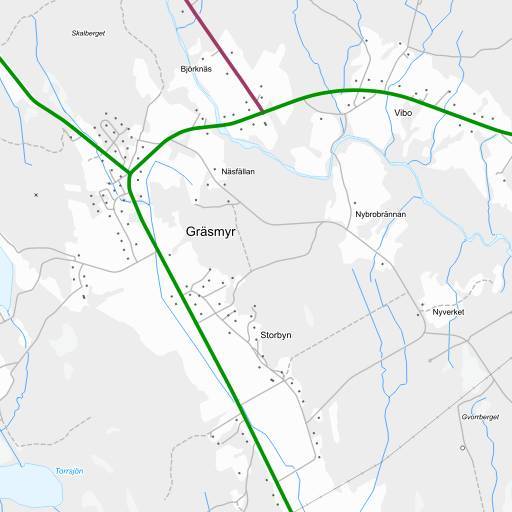 Skalberget
Björknäs
Vibo
Näsfällan
Nybrobrännan
Gräsmyr
Nyverket
Storbyn
Gvorrberget
Torrsjön